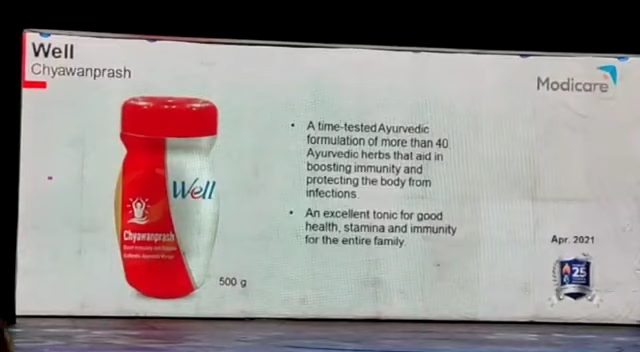 Well
Chyawanprash
Modicare
A time-tested Ayurvedic
formulation of more than 40
Ayurvedic herbs that aid in
boosting immunity and
protecting the body from
infections.
An excellent tonic for good
health, stamina and immunity
for the entire family.
Well
Chyawanprash
500 g
Apr. 2021
25